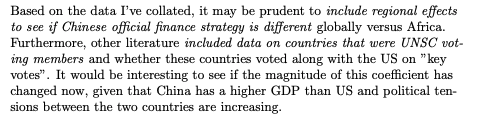 Based on the data I've collated, it may be prudent to include regional effects
to see if Chinese official finance strategy is different globally versus Africa.
Furthermore, other literature included data on countries that were UNSC vot-
ing members and whether these countries voted along with the US on ”key
votes”. It would be interesting to see if the magnitude of this coefficient has
changed now, given that China has a higher GDP than US and political ten-
sions between the two countries are increasing.